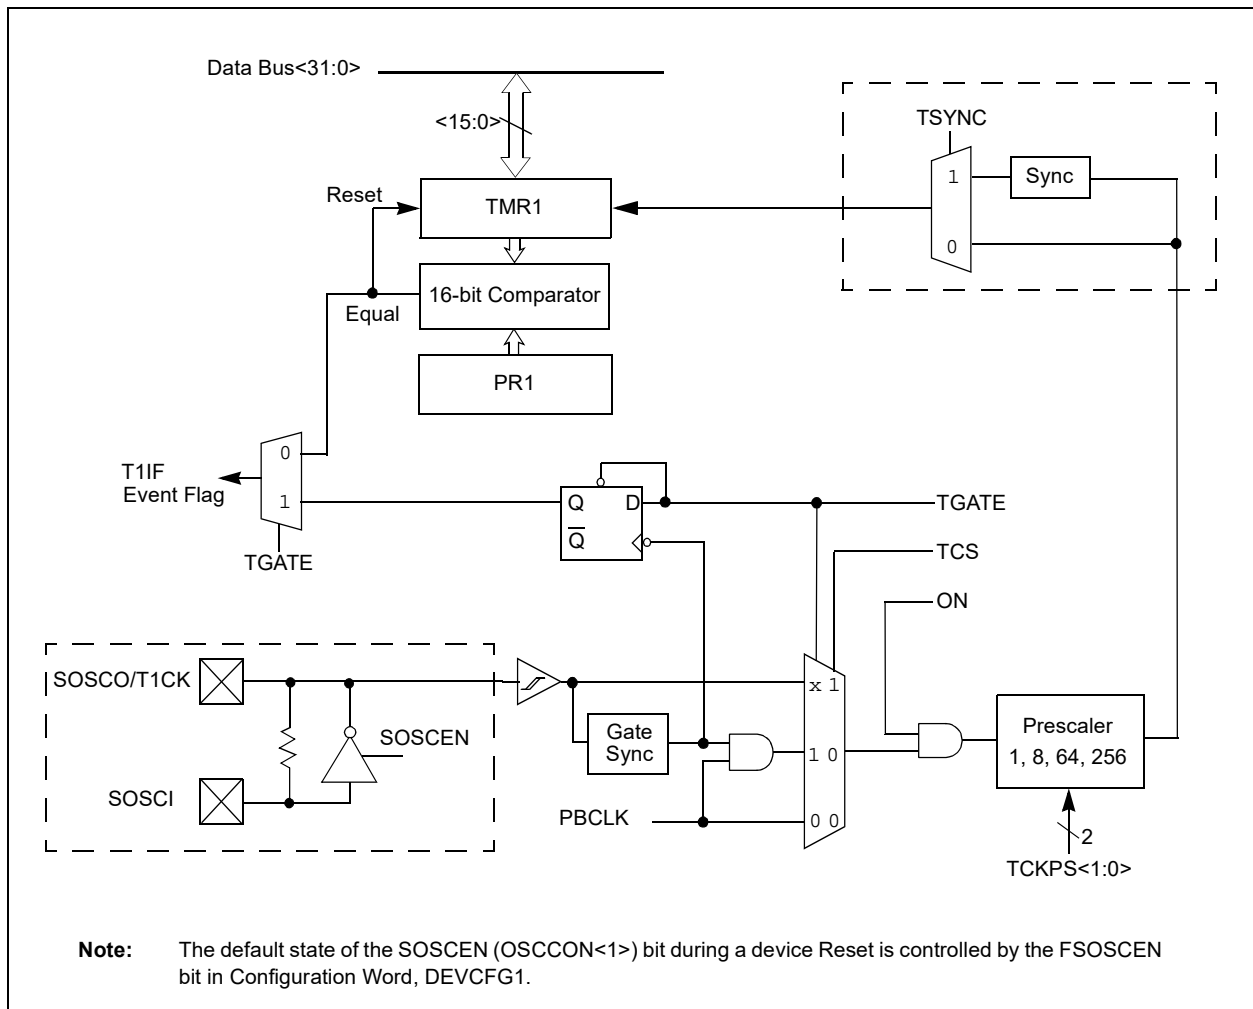 Data Bus<31:0>
<15:0>
TSYNC
Reset
TMR1
1
Sync
0
16-bit Comparator
Equal
PR1
0
T1IF
Event Flag
1
TGATE
Q
D
Q
TGATE
TCS
ON
SOSCO/T1CK
x 1
SOSCEN
Gate
Sync
1 0
Prescaler
1, 8, 64, 256
SOSCI
PBCLK
0 0
2
TCKPS<1:0>
Note: The default state of the SOSCEN (OSCCON<1>) bit during a device Reset is controlled by the FSOSCEN
bit in Configuration Word, DEVCFG1.